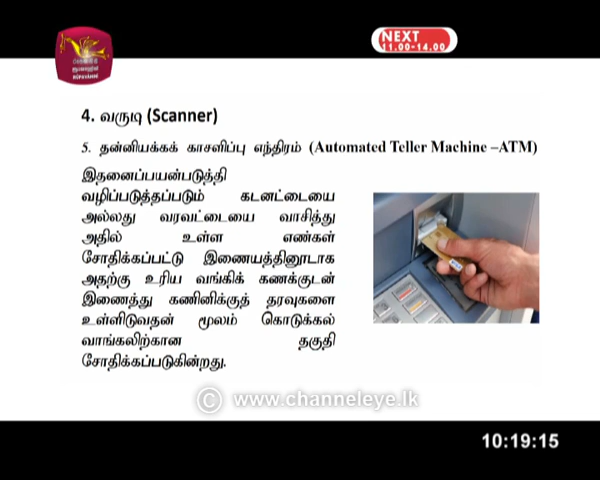 NEXT
11.00-14.00
4. வருடி (Scanner)
5. தன்னியக்கக் காசளிப்பு எந்திரம் (Automated Teller Machine –ATM)
இதனைப்பயன்படுத்தி
வழிப்படுத்தப்படும் கடனட்டையை
அல்லது வரவட்டையை வாசித்து
அதில் உள்ள எண்கள்
சோதிக்கப்பட்டு இணையத்தினூடாக
அதற்கு உரிய வங்கிக் கணக்குடன்
இணைத்து கணினிக்குத் தரவுகளை
உள்ளிடுவதன் மூலம் கொடுக்கல்
வாங்கலிற்கான தகுதி
சோதிக்கப்படுகின்றது.
© www.channeleye.lk
10:19:15